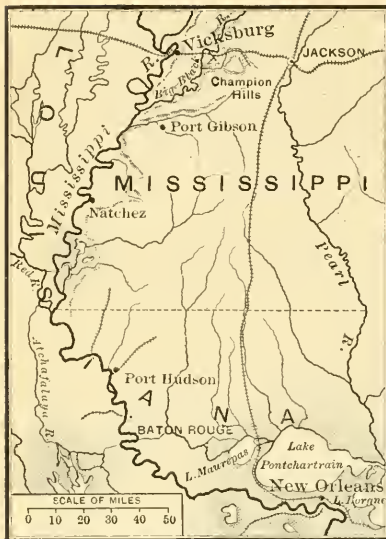 Vicksburg
R.
R.
JACKSON
Big Black
Champion
Hills
Port Gibson
LOUISIANA
Mississippi
MISSISSIPPI
Natchez
Pearl
R.
Red R.
Atchafalaya R.
Port Hudson
BATON ROUGE
L. Maurepas
Lake
Pontchartrain
New Orleans
L. Borgne
SCALE OF MILES
0 10 20 30 40 50